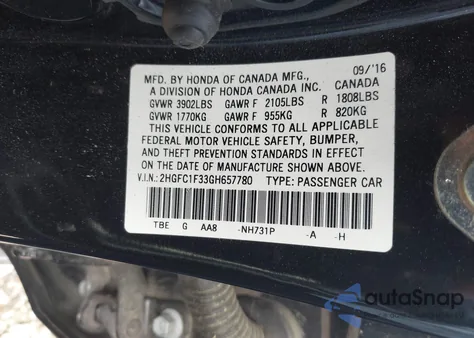 09/'16
MFD. BY HONDA OF CANADA MFG.,
A DIVISION OF HONDA CANADA INC. CANADA
GVWR 3902LBS GAWR F 2105LBS R 1808LBS
GVWR 1770KG GAWR F 955KG R 820KG
THIS VEHICLE CONFORMS TO ALL APPLICABLE
FEDERAL MOTOR VEHICLE SAFETY, BUMPER,
AND THEFT PREVENTION STANDARDS IN EFFECT
ON THE DATE OF MANUFACTURE SHOWN ABOVE.
V.I.N.: 2HGFC1F33GH657780 TYPE: PASSENGER CAR
TBE G AA8 -NH731P -A -H
autoSnap